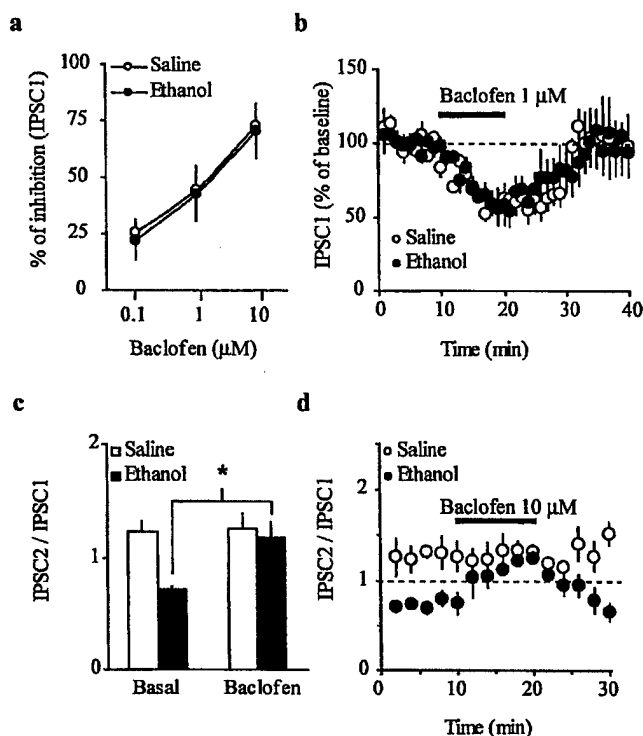 a
Saline
Ethanol
% of inhibition (IPSC1)
100
75
50
25
0
0.1
1
10
Baclofen (µM)
b
150
100
50
0
IPSC1 (% of baseline)
Baclofen 1 µM
Saline
Ethanol
0
10
20
30
40
Time (min)
c
Saline
Ethanol
*
IPSC2 / IPSC1
2
1
0
Basal
Baclofen
d
Saline
Ethanol
Baclofen 10 µM
IPSC2 / IPSC1
2
1
0
0
10
20
30
Time (min)